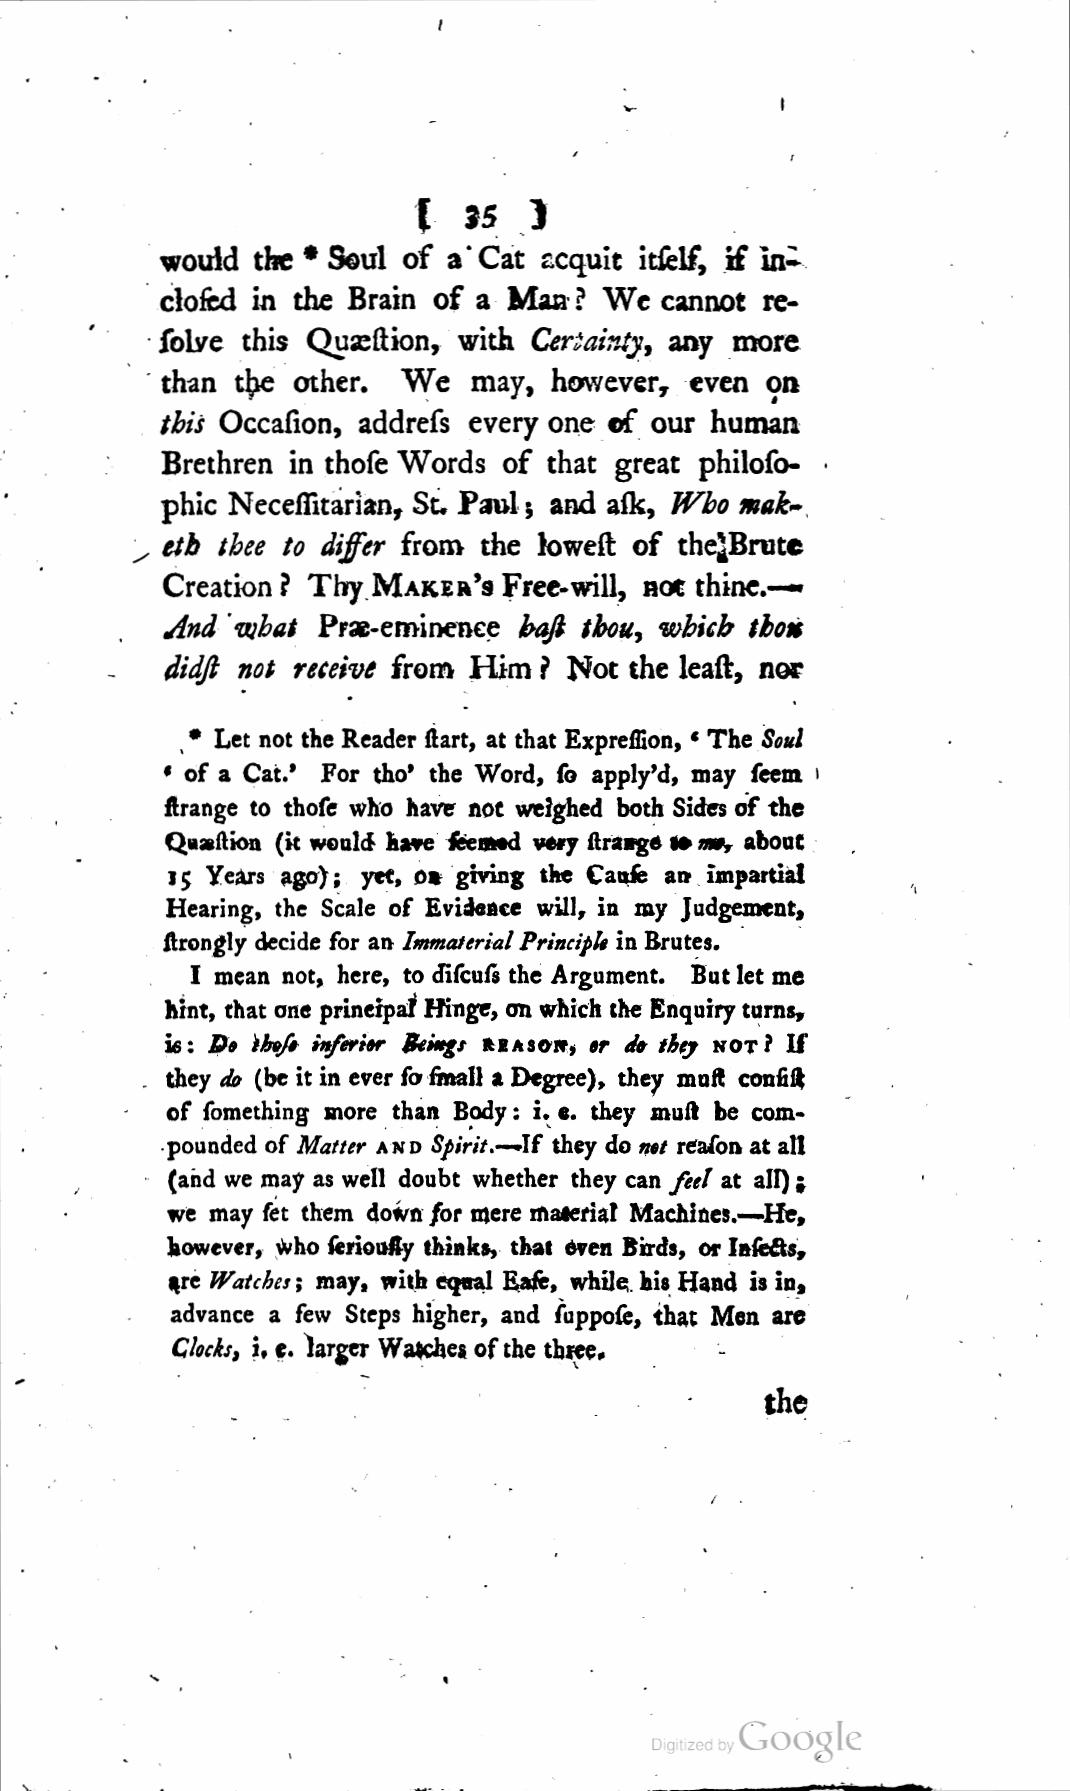 [ 35 ]
would the * Soul of a Cat acquit itſelf, if in-
cloſed in the Brain of a Man? We cannot re-
ſolve this Quæſtion, with Certainty, any more
than the other. We may, however, even on
this Occaſion, addreſs every one of our human
Brethren in thoſe Words of that great philoſo-
phic Neceſſitarian, St. Paul; and aſk, Who mak-
eth thee to differ from the loweſt of the Brute
Creation? Thy MAKER's Free-will, not thine.—
And what Præ-eminence haſt thou, which thou
didſt not receive from Him? Not the leaſt, nor
* Let not the Reader ſtart, at that Expreſſion, ‘ The Soul
‘ of a Cat.’ For tho’ the Word, ſo apply’d, may ſeem
ſtrange to thoſe who have not weighed both Sides of the
Quæſtion (it would have ſeemed very ſtrange to me, about
15 Years ago); yet, on giving the Cauſe an impartial
Hearing, the Scale of Evidence will, in my Judgement,
ſtrongly decide for an Immaterial Principle in Brutes.
I mean not, here, to diſcuſs the Argument. But let me
hint, that one principal Hinge, on which the Enquiry turns,
is: Do thoſe inferior Beings REASON, or do they NOT? If
they do (be it in ever ſo ſmall a Degree), they muſt conſiſt
of ſomething more than Body: i. e. they muſt be com-
pounded of Matter AND Spirit.—If they do not reaſon at all
(and we may as well doubt whether they can feel at all);
we may ſet them down for mere material Machines.—He,
however, who ſeriouſly thinks, that even Birds, or Inſects,
are Watches; may, with equal Eaſe, while his Hand is in,
advance a few Steps higher, and ſuppoſe, that Men are
Clocks, i. e. larger Watches of the three.
the
Digitized by Google